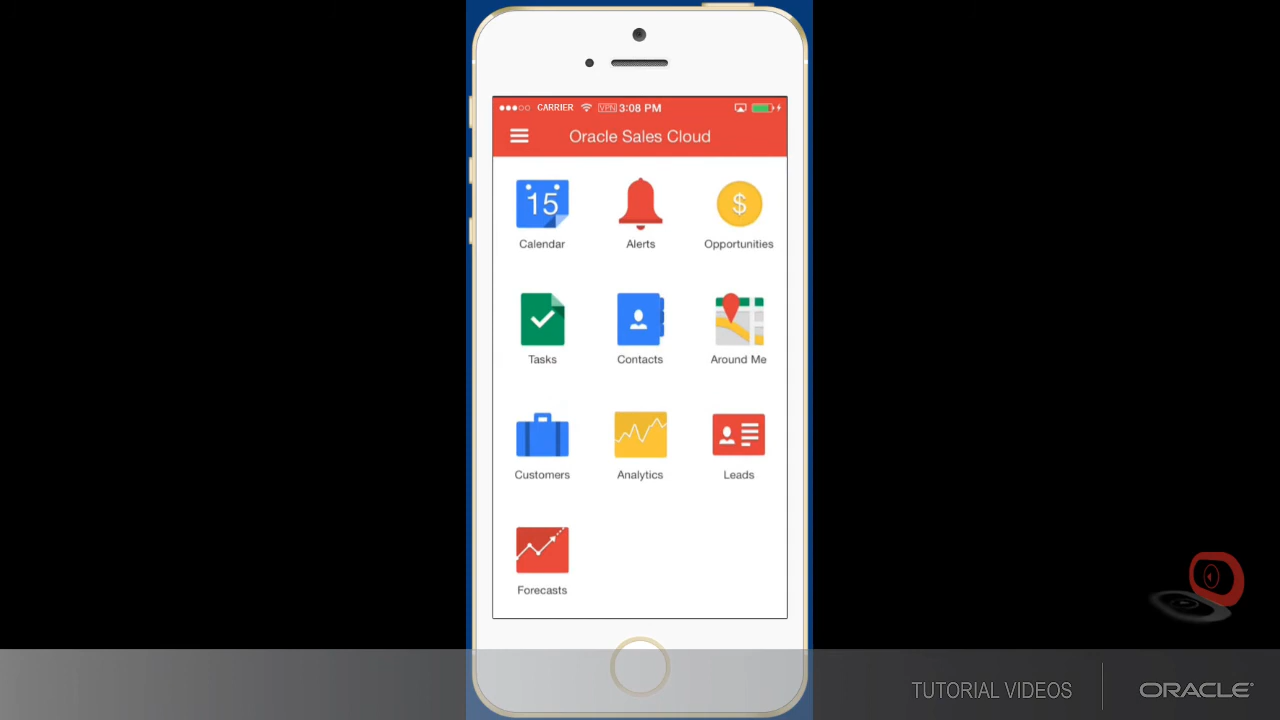 CARRIER VPN 3:08 PM
Oracle Sales Cloud
15
$
Calendar
Alerts
Opportunities
Tasks
Contacts
Around Me
Customers
Analytics
Leads
Forecasts
TUTORIAL VIDEOS
ORACLE®